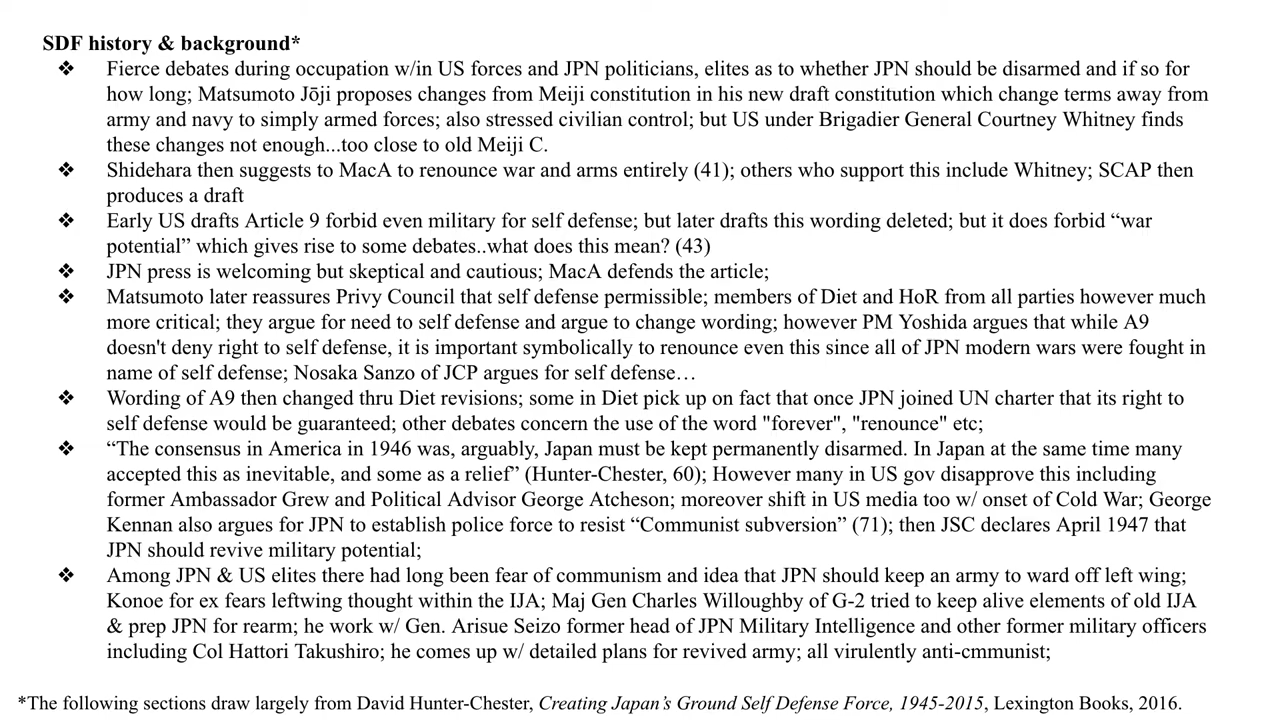 SDF history & background*
❖ Fierce debates during occupation w/in US forces and JPN politicians, elites as to whether JPN should be disarmed and if so for
how long; Matsumoto Jōji proposes changes from Meiji constitution in his new draft constitution which change terms away from
army and navy to simply armed forces; also stressed civilian control; but US under Brigadier General Courtney Whitney finds
these changes not enough...too close to old Meiji C.
❖ Shidehara then suggests to MacA to renounce war and arms entirely (41); others who support this include Whitney; SCAP then
produces a draft
❖ Early US drafts Article 9 forbid even military for self defense; but later drafts this wording deleted; but it does forbid “war
potential” which gives rise to some debates..what does this mean? (43)
❖ JPN press is welcoming but skeptical and cautious; MacA defends the article;
❖ Matsumoto later reassures Privy Council that self defense permissible; members of Diet and HoR from all parties however much
more critical; they argue for need to self defense and argue to change wording; however PM Yoshida argues that while A9
doesn't deny right to self defense, it is important symbolically to renounce even this since all of JPN modern wars were fought in
name of self defense; Nosaka Sanzo of JCP argues for self defense…
❖ Wording of A9 then changed thru Diet revisions; some in Diet pick up on fact that once JPN joined UN charter that its right to
self defense would be guaranteed; other debates concern the use of the word "forever", "renounce" etc;
❖ “The consensus in America in 1946 was, arguably, Japan must be kept permanently disarmed. In Japan at the same time many
accepted this as inevitable, and some as a relief” (Hunter-Chester, 60); However many in US gov disapprove this including
former Ambassador Grew and Political Advisor George Atcheson; moreover shift in US media too w/ onset of Cold War; George
Kennan also argues for JPN to establish police force to resist “Communist subversion” (71); then JSC declares April 1947 that
JPN should revive military potential;
❖ Among JPN & US elites there had long been fear of communism and idea that JPN should keep an army to ward off left wing;
Konoe for ex fears leftwing thought within the IJA; Maj Gen Charles Willoughby of G-2 tried to keep alive elements of old IJA
& prep JPN for rearm; he work w/ Gen. Arisue Seizo former head of JPN Military Intelligence and other former military officers
including Col Hattori Takushiro; he comes up w/ detailed plans for revived army; all virulently anti-cmmunist;
*The following sections draw largely from David Hunter-Chester, Creating Japan’s Ground Self Defense Force, 1945-2015, Lexington Books, 2016.